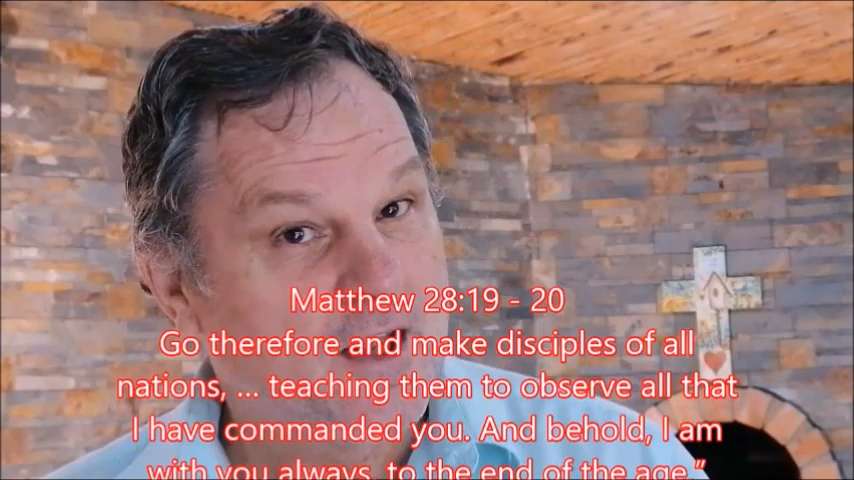 Matthew 28:19 - 20
Go therefore and make disciples of all
nations, ... teaching them to observe all that
I have commanded you. And behold, I am
with you always, to the end of the age.”